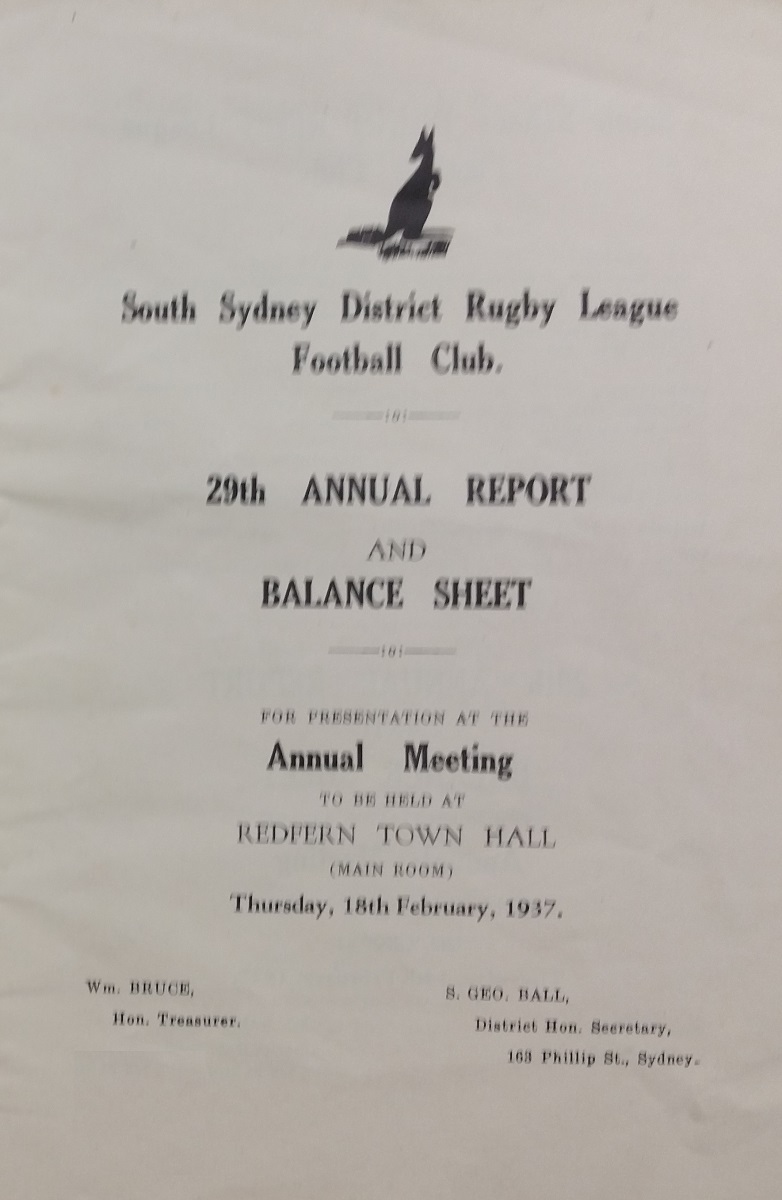 South Sydney District Rugby League
Football Club.
29th ANNUAL REPORT
AND
BALANCE SHEET
FOR PRESENTATION AT THE
Annual Meeting
TO BE HELD AT
REDFERN TOWN HALL
(MAIN ROOM)
Thursday, 18th February, 1937.
Wm. BRUCE,
Hon. Treasurer.
S. GEO. BALL,
District Hon. Secretary,
163 Phillip St., Sydney.